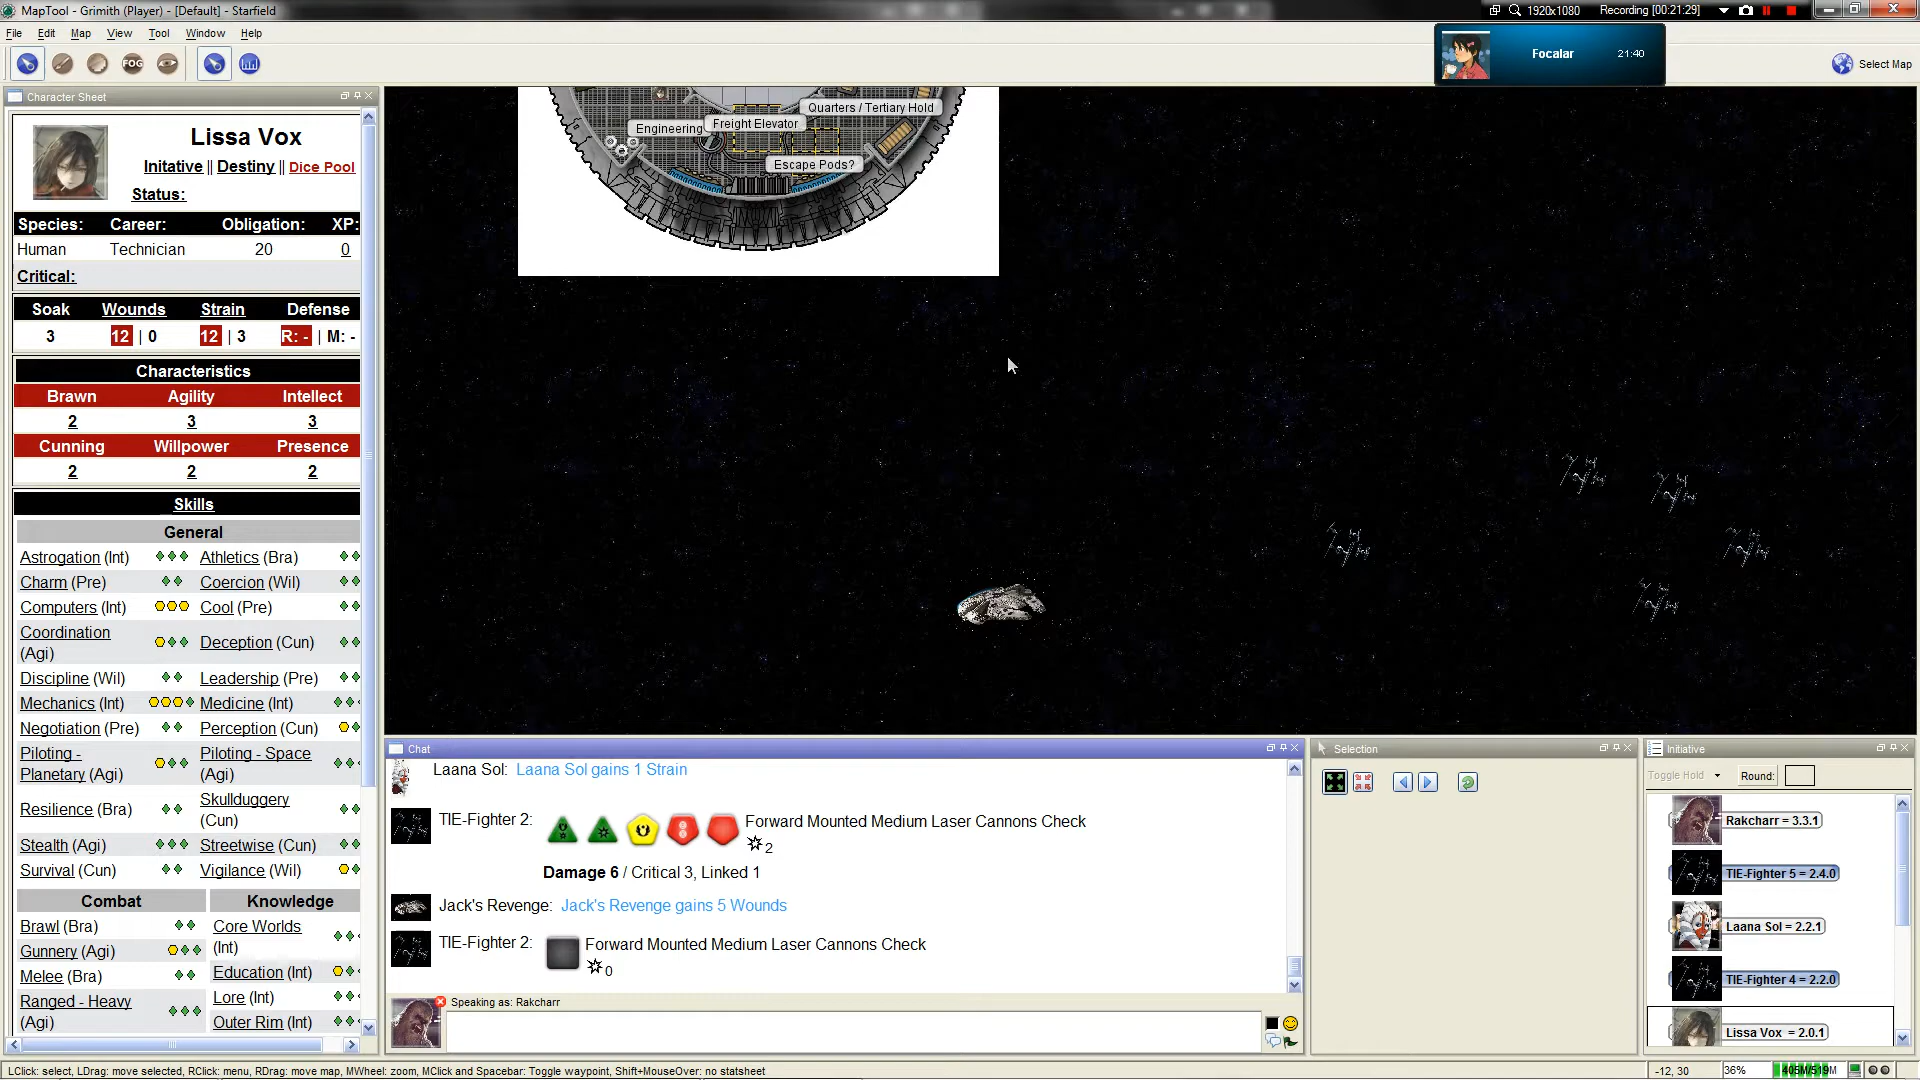 MapTool - Grimith (Player) - [Default] - Starfield
1920x1080
Recording [00:21:29]
File Edit Map View Tool Window Help
FOG
Focalar 21:40
Select Map
Character Sheet
Lissa Vox
Initative || Destiny || Dice Pool
Status:
Species: Career: Obligation: XP:
Human Technician 20 0
Critical:
Soak Wounds Strain Defense
3 12 | 0 12 | 3 R: - | M: -
Characteristics
Brawn Agility Intellect
2 3 3
Cunning Willpower Presence
2 2 2
Skills
General
Astrogation (Int) Athletics (Bra)
Charm (Pre) Coercion (Wil)
Computers (Int) Cool (Pre)
Coordination (Agi) Deception (Cun)
Discipline (Wil) Leadership (Pre)
Mechanics (Int) Medicine (Int)
Negotiation (Pre) Perception (Cun)
Piloting - Planetary (Agi) Piloting - Space (Agi)
Resilience (Bra) Skullduggery (Cun)
Stealth (Agi) Streetwise (Cun)
Survival (Cun) Vigilance (Wil)
Combat Knowledge
Brawl (Bra) Core Worlds (Int)
Gunnery (Agi) Education (Int)
Melee (Bra) Lore (Int)
Ranged - Heavy (Agi) Outer Rim (Int)
Quarters / Tertiary Hold
Engineering
Freight Elevator
Escape Pods?
Chat
Laana Sol: Laana Sol gains 1 Strain
TIE-Fighter 2: Forward Mounted Medium Laser Cannons Check
2
Damage 6 / Critical 3, Linked 1
Jack's Revenge: Jack's Revenge gains 5 Wounds
TIE-Fighter 2: Forward Mounted Medium Laser Cannons Check
0
Speaking as: Rakcharr
Selection
Initiative
Toggle Hold Round:
Rakcharr = 3.3.1
TIE-Fighter 5 = 2.4.0
Laana Sol = 2.2.1
TIE-Fighter 4 = 2.2.0
Lissa Vox = 2.0.1
LClick: select, LDrag: move selected, RClick: menu, RDrag: move map, MWheel: zoom, MClick and Spacebar: Toggle waypoint, Shift+MouseOver: no statsheet
-12, 30
36%
405M/519M